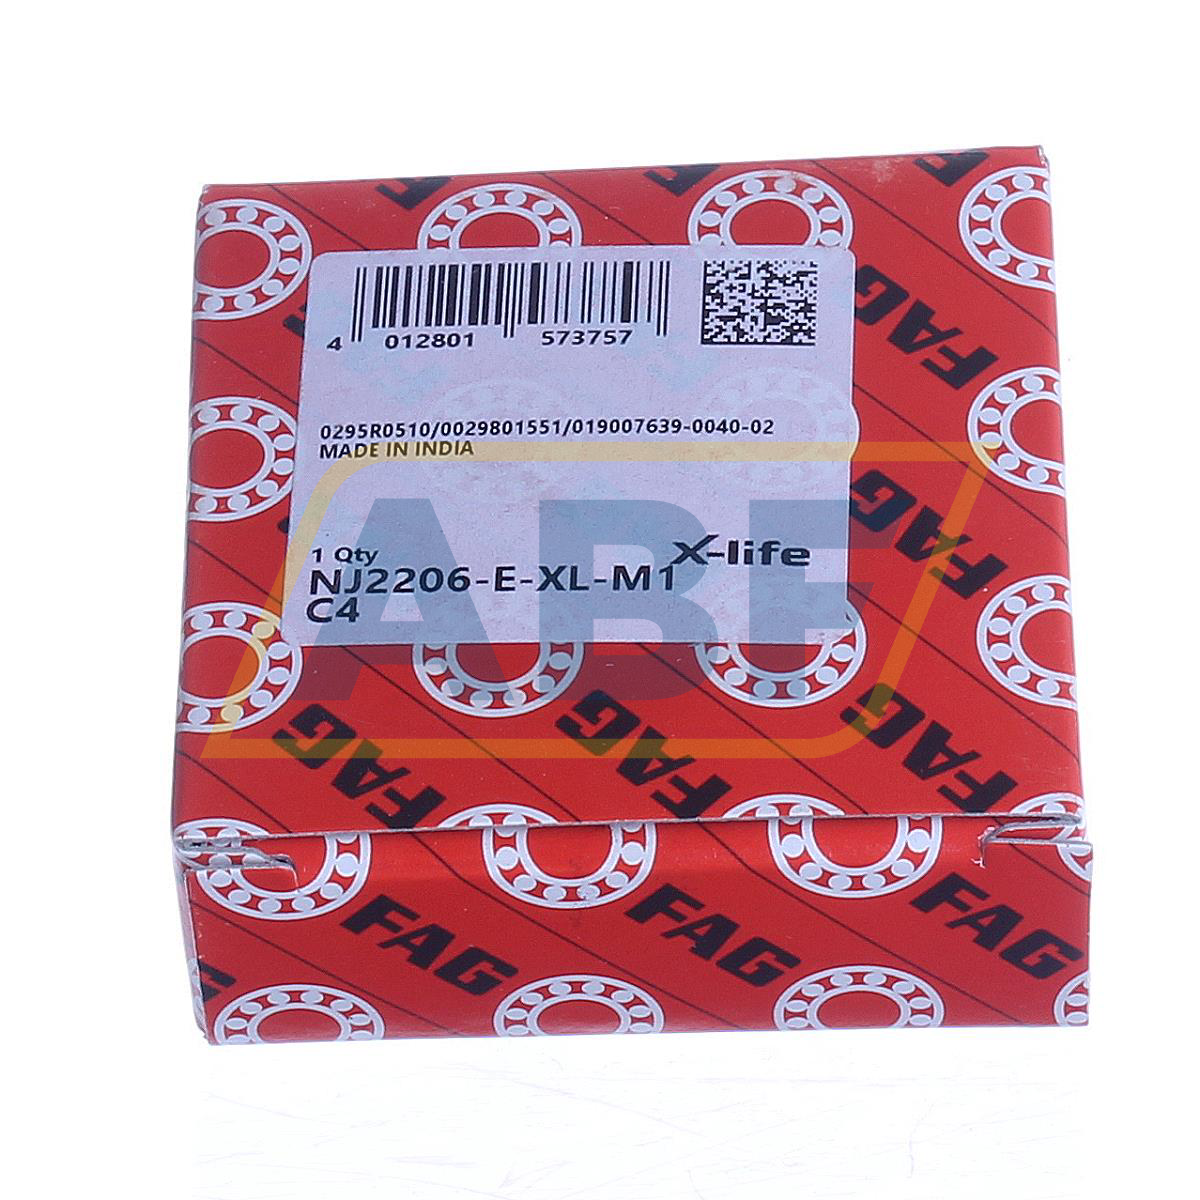 4 012801 573757
0295R0510/0029801551/019007639-0040-02
MADE IN INDIA
1 Qty
X-life
NJ2206-E-XL-M1
C4
ABF
FAG
FAG
FAG
FAG
FAG
FAG
FAG
FAG